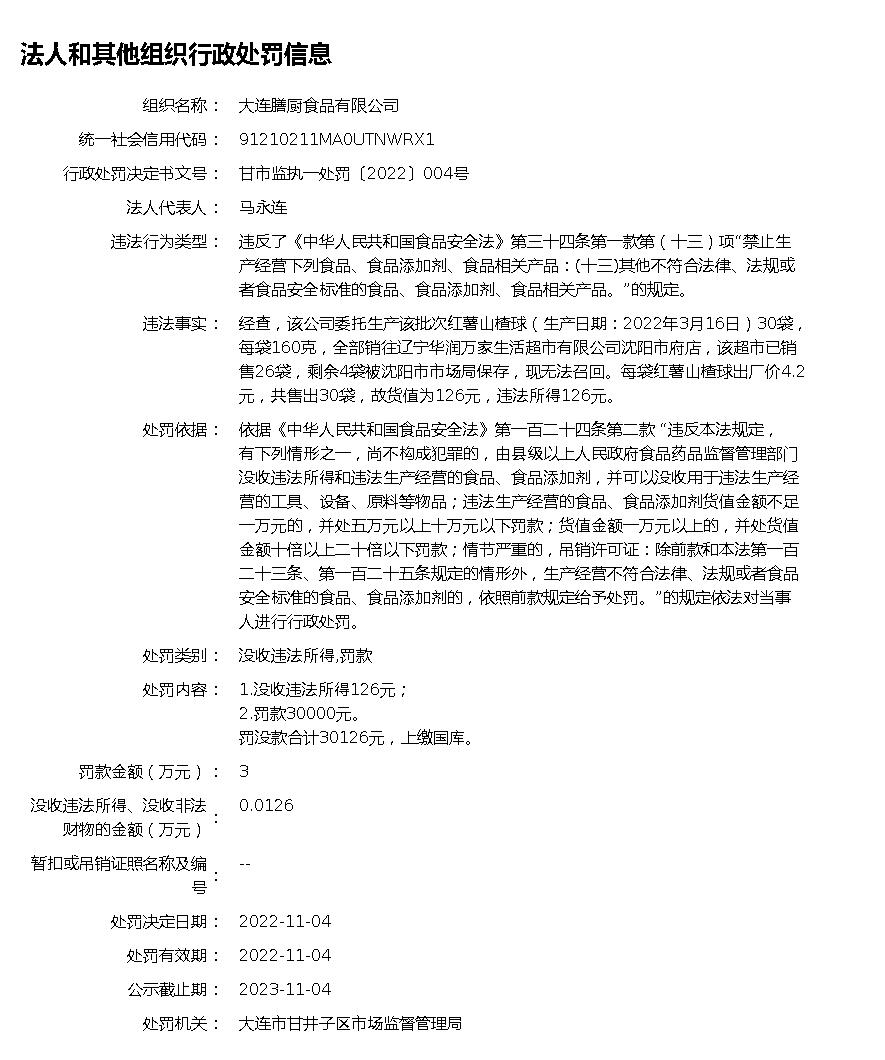 法人和其他组织行政处罚信息
组织名称： 大连膳厨食品有限公司
统一社会信用代码： 91210211MA0UTNWRX1
行政处罚决定书文号： 甘市监执一处罚〔2022〕004号
法人代表人： 马永连
违法行为类型： 违反了《中华人民共和国食品安全法》第三十四条第一款第（十三）项“禁止生
产经营下列食品、食品添加剂、食品相关产品：(十三)其他不符合法律、法规或
者食品安全标准的食品、食品添加剂、食品相关产品。”的规定。
违法事实： 经查，该公司委托生产该批次红薯山楂球（生产日期：2022年3月16日）30袋，
每袋160克，全部销往辽宁华润万家生活超市有限公司沈阳市府店，该超市已销
售26袋，剩余4袋被沈阳市市场局保存，现无法召回。每袋红薯山楂球出厂价4.2
元，共售出30袋，故货值为126元，违法所得126元。
处罚依据： 依据《中华人民共和国食品安全法》第一百二十四条第二款 “违反本法规定，
有下列情形之一，尚不构成犯罪的，由县级以上人民政府食品药品监督管理部门
没收违法所得和违法生产经营的食品、食品添加剂，并可以没收用于违法生产经
营的工具、设备、原料等物品；违法生产经营的食品、食品添加剂货值金额不足
一万元的，并处五万元以上十万元以下罚款；货值金额一万元以上的，并处货值
金额十倍以上二十倍以下罚款；情节严重的，吊销许可证：除前款和本法第一百
二十三条、第一百二十五条规定的情形外，生产经营不符合法律、法规或者食品
安全标准的食品、食品添加剂的，依照前款规定给予处罚。”的规定依法对当事
人进行行政处罚。
处罚类别： 没收违法所得,罚款
处罚内容： 1.没收违法所得126元；
2.罚款30000元。
罚没款合计30126元，上缴国库。
罚款金额（万元）： 3
没收违法所得、没收非法
财物的金额（万元）： 0.0126
暂扣或吊销证照名称及编
号： --
处罚决定日期： 2022-11-04
处罚有效期： 2022-11-04
公示截止期： 2023-11-04
处罚机关： 大连市甘井子区市场监督管理局